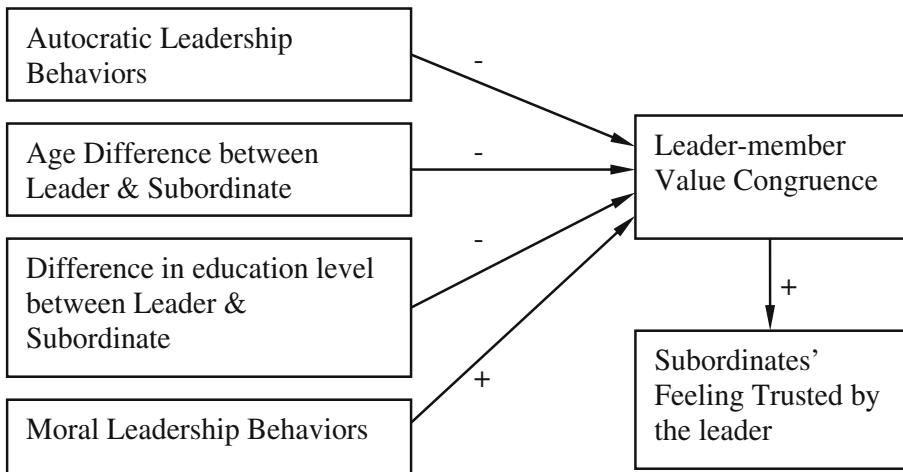 Autocratic Leadership
Behaviors
-
Age Difference between
Leader & Subordinate
-
Difference in education level
between Leader &
Subordinate
-
Moral Leadership Behaviors
+
Leader-member
Value Congruence
+
Subordinates’
Feeling Trusted by
the leader